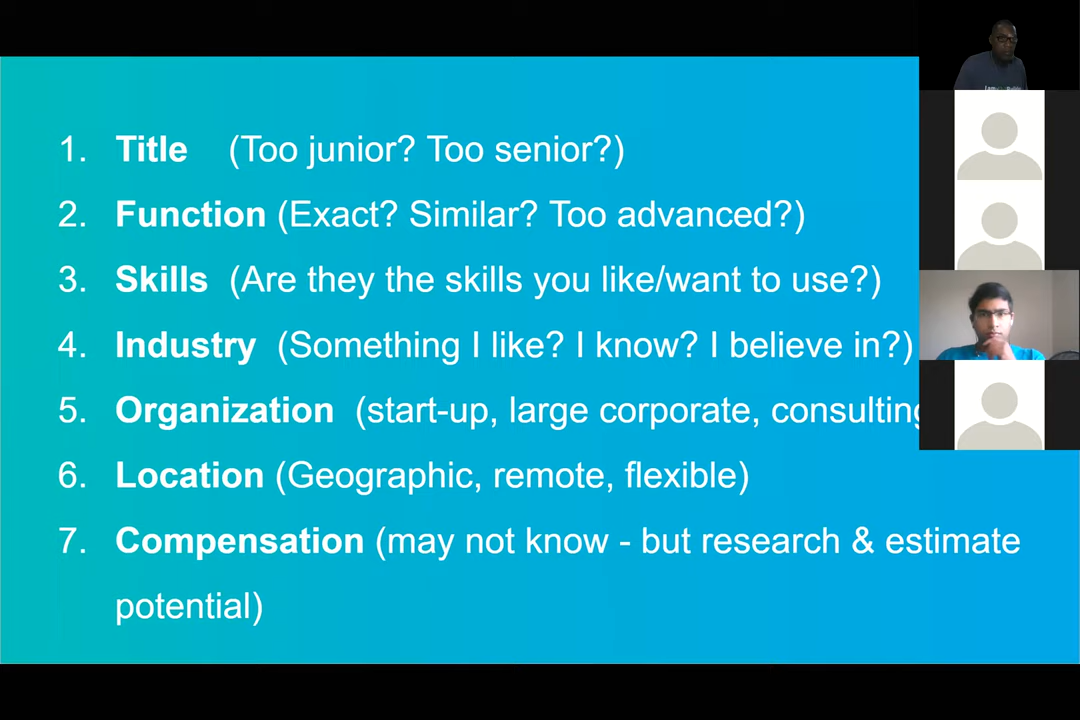 1. Title (Too junior? Too senior?)
2. Function (Exact? Similar? Too advanced?)
3. Skills (Are they the skills you like/want to use?)
4. Industry (Something I like? I know? I believe in?)
5. Organization (start-up, large corporate, consulting
6. Location (Geographic, remote, flexible)
7. Compensation (may not know - but research & estimate
potential)